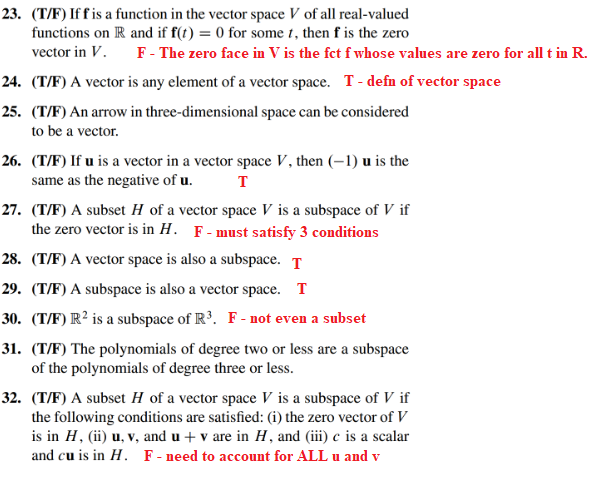 23. (T/F) If f is a function in the vector space V of all real-valued
functions on ℝ and if f(t) = 0 for some t, then f is the zero
vector in V. F - The zero face in V is the fct f whose values are zero for all t in R.
24. (T/F) A vector is any element of a vector space. T - defn of vector space
25. (T/F) An arrow in three-dimensional space can be considered
to be a vector.
26. (T/F) If u is a vector in a vector space V, then (−1) u is the
same as the negative of u. T
27. (T/F) A subset H of a vector space V is a subspace of V if
the zero vector is in H. F - must satisfy 3 conditions
28. (T/F) A vector space is also a subspace. T
29. (T/F) A subspace is also a vector space. T
30. (T/F) ℝ² is a subspace of ℝ³. F - not even a subset
31. (T/F) The polynomials of degree two or less are a subspace
of the polynomials of degree three or less.
32. (T/F) A subset H of a vector space V is a subspace of V if
the following conditions are satisfied: (i) the zero vector of V
is in H, (ii) u, v, and u + v are in H, and (iii) c is a scalar
and cu is in H. F - need to account for ALL u and v